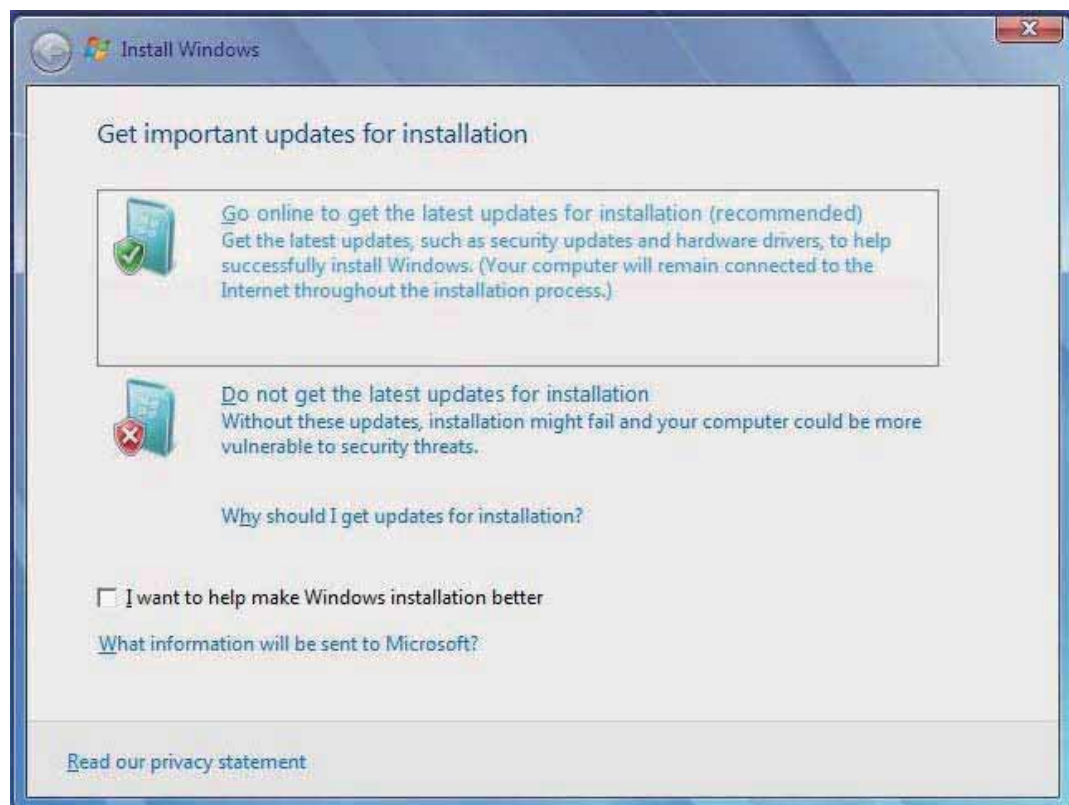 Install Windows
Get important updates for installation
Go online to get the latest updates for installation (recommended)
Get the latest updates, such as security updates and hardware drivers, to help
successfully install Windows. (Your computer will remain connected to the
Internet throughout the installation process.)
Do not get the latest updates for installation
Without these updates, installation might fail and your computer could be more
vulnerable to security threats.
Why should I get updates for installation?
I want to help make Windows installation better
What information will be sent to Microsoft?
Read our privacy statement